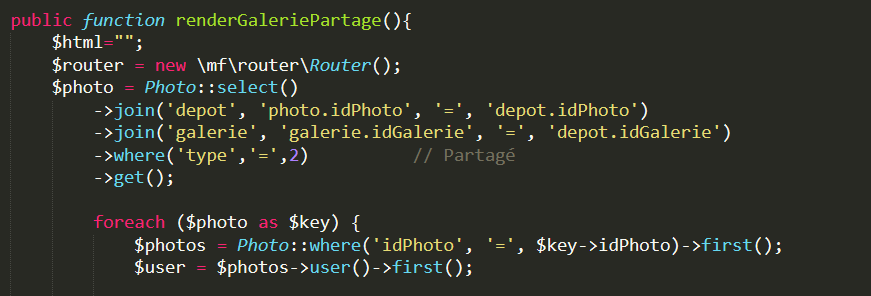 public function renderGaleriePartage(){
$html="";
$router = new \mf\router\Router();
$photo = Photo::select()
->join('depot', 'photo.idPhoto', '=', 'depot.idPhoto')
->join('galerie', 'galerie.idGalerie', '=', 'depot.idGalerie')
->where('type','=',2) // Partagé
->get();
foreach ($photo as $key) {
$photos = Photo::where('idPhoto', '=', $key->idPhoto)->first();
$user = $photos->user()->first();